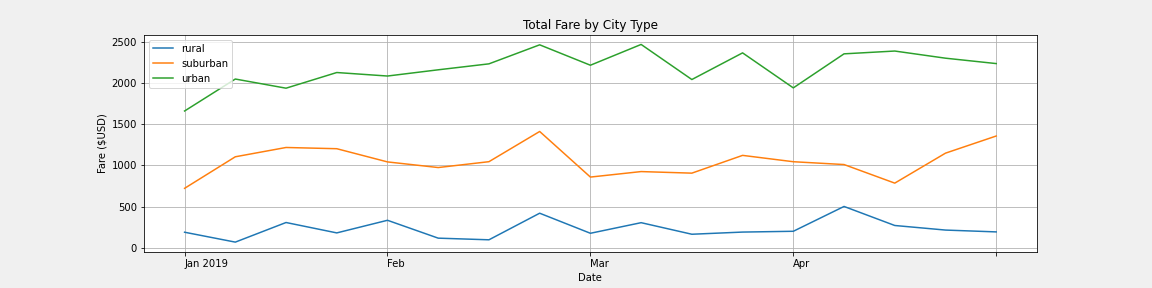 Total Fare by City Type
rural
suburban
urban
2500
2000
1500
1000
500
0
Fare ($USD)
Jan 2019
Feb
Mar
Apr
Date